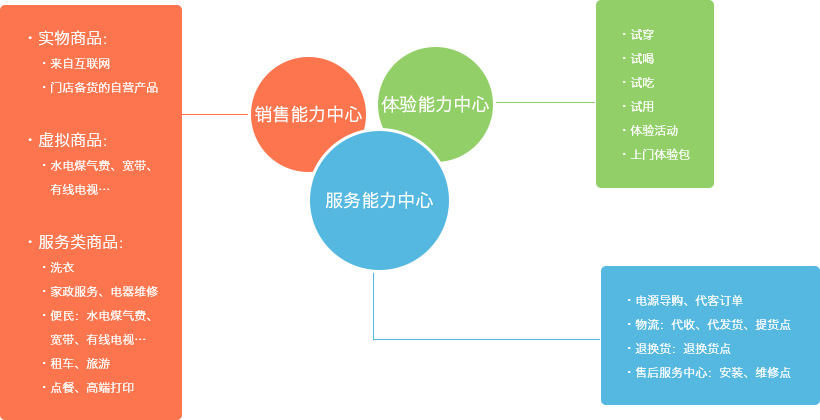 · 实物商品:
· 来自互联网
· 门店备货的自营产品
· 虚拟商品:
· 水电煤气费、宽带、
有线电视…
· 服务类商品:
· 洗衣
· 家政服务、电器维修
· 便民：水电煤气费、
宽带、有线电视…
· 租车、旅游
· 点餐、高端打印
销售能力中心
体验能力中心
服务能力中心
· 试穿
· 试喝
· 试吃
· 试用
· 体验活动
· 上门体验包
· 电源导购、代客订单
· 物流：代收、代发货、提货点
· 退换货：退换货点
· 售后服务中心：安装、维修点